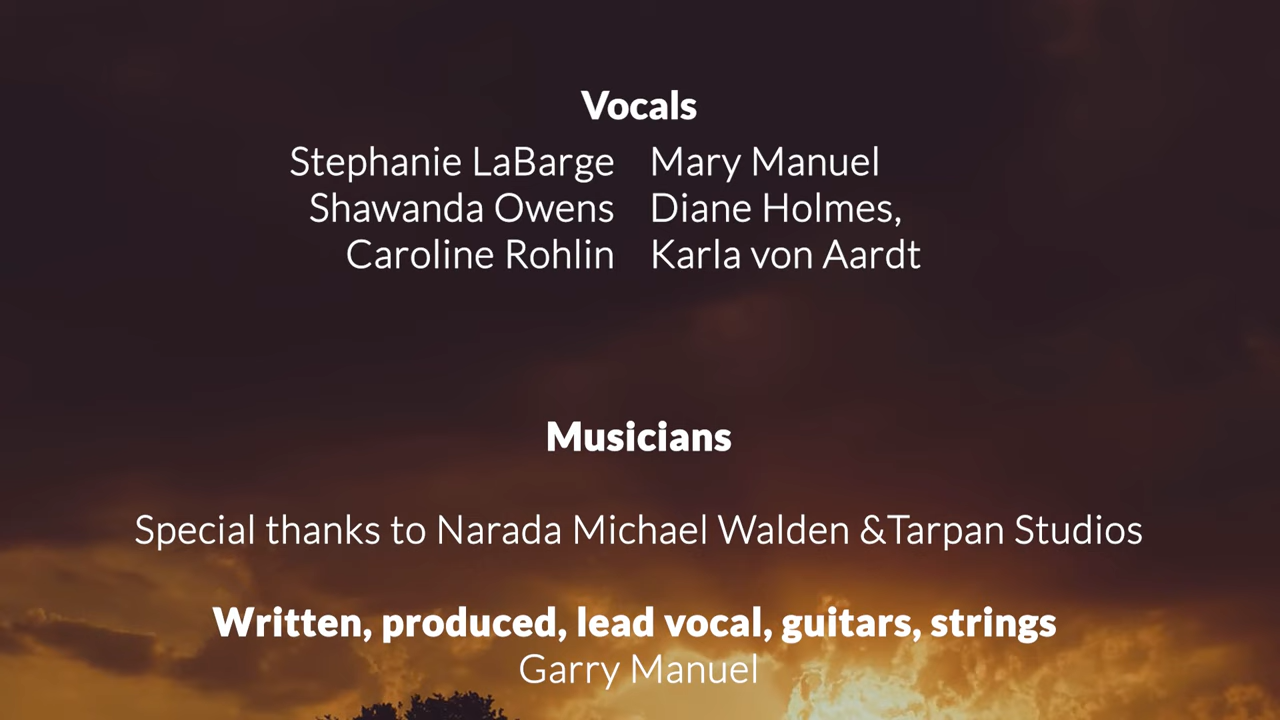 Vocals
Stephanie LaBarge Mary Manuel
Shawanda Owens Diane Holmes,
Caroline Rohlin Karla von Aardt
Musicians
Special thanks to Narada Michael Walden &Tarpan Studios
Written, produced, lead vocal, guitars, strings
Garry Manuel